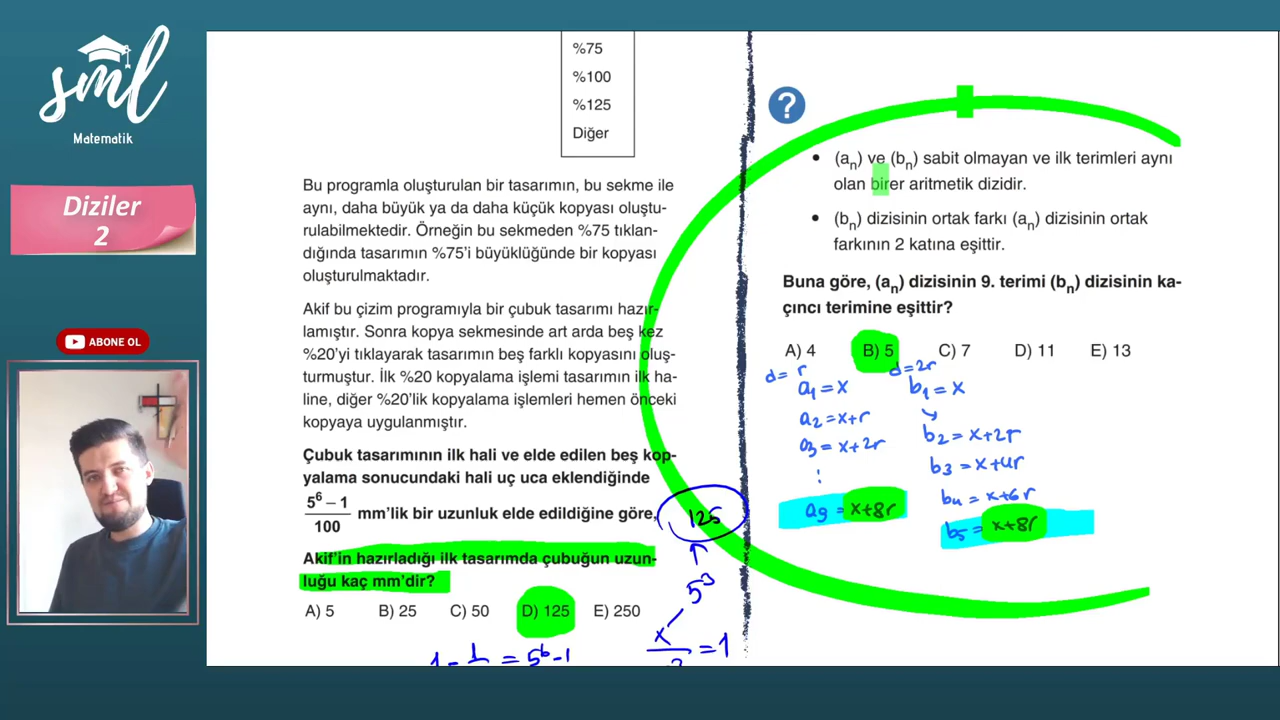 sml
Matematik
Diziler
2
ABONE OL
%75
%100
%125
Diğer
Bu programla oluşturulan bir tasarımın, bu sekme ile
aynı, daha büyük ya da daha küçük kopyası oluştu-
rulabilmektedir. Örneğin bu sekmeden %75 tıklan-
dığında tasarımın %75'i büyüklüğünde bir kopyası
oluşturulmaktadır.
Akif bu çizim programıyla bir çubuk tasarımı hazır-
lamıştır. Sonra kopya sekmesinde art arda beş kez
%20'yi tıklayarak tasarımın beş farklı kopyasını oluş-
turmuştur. İlk %20 kopyalama işlemi tasarımın ilk ha-
line, diğer %20'lik kopyalama işlemleri hemen önceki
kopyaya uygulanmıştır.
Çubuk tasarımının ilk hali ve elde edilen beş kop-
yalama sonucundaki hali uç uca eklendiğinde
5⁶ – 1
100
mm'lik bir uzunluk elde edildiğine göre,
Akif'in hazırladığı ilk tasarımda çubuğun uzun-
luğu kaç mm'dir?
A) 5 B) 25 C) 50 D) 125 E) 250
125
5³
x
= 1
= 5⁶-1
?
• (aₙ) ve (bₙ) sabit olmayan ve ilk terimleri aynı
olan birer aritmetik dizidir.
• (bₙ) dizisinin ortak farkı (aₙ) dizisinin ortak
farkının 2 katına eşittir.
Buna göre, (aₙ) dizisinin 9. terimi (bₙ) dizisinin ka-
çıncı terimine eşittir?
A) 4 B) 5 C) 7 D) 11 E) 13
d=r
a₁=x
a₂=x+r
a₃=x+2r
⋮
a₉=x+8r
d=2r
b₁=x
b₂=x+2r
b₃=x+4r
b₄=x+6r
b₅=x+8r